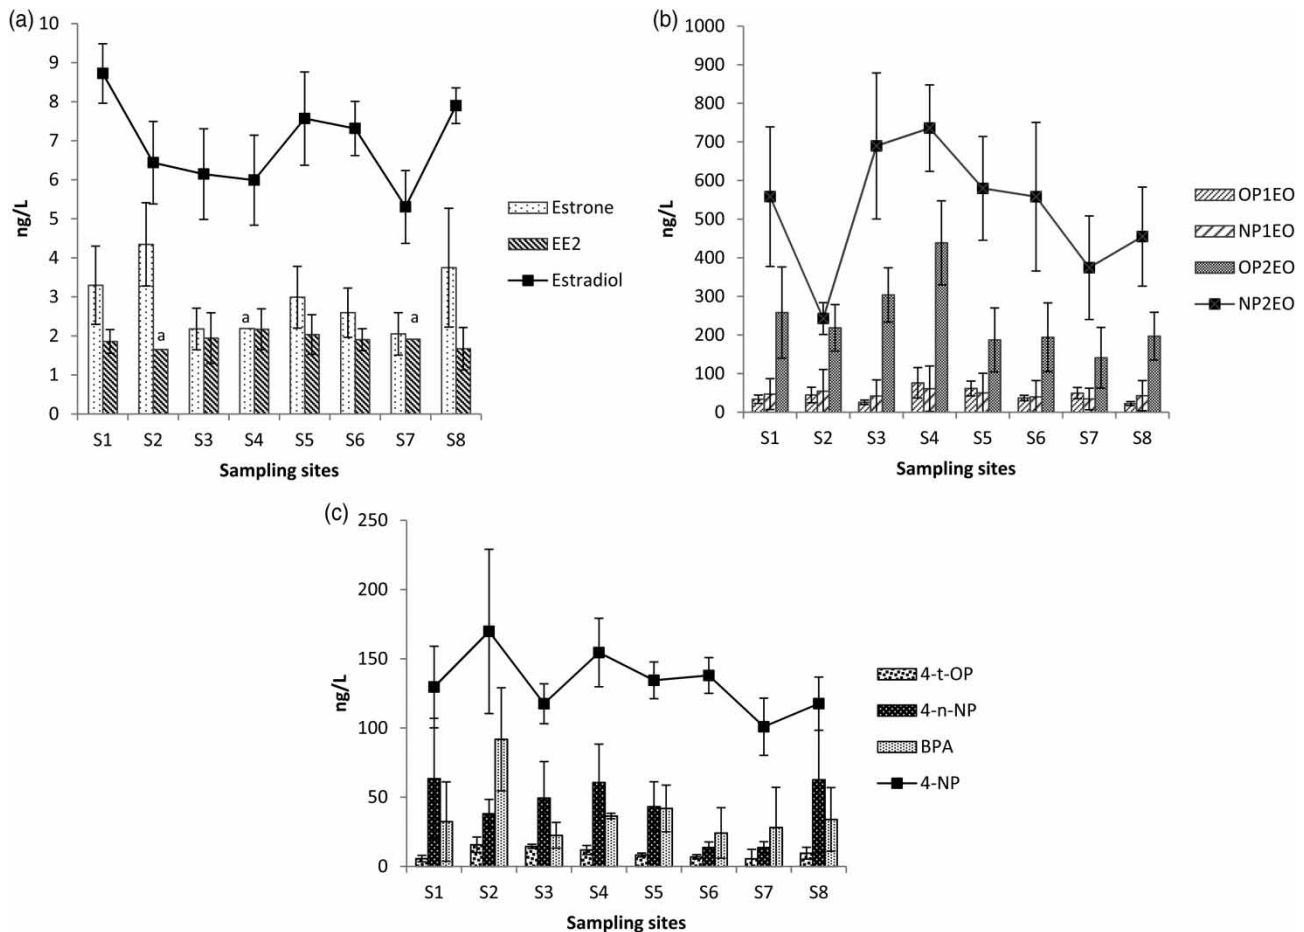 (a)
10
9
8
7
6
5
4
3
2
1
0
ng/L
a
a
a
Estrone
EE2
Estradiol
S1 S2 S3 S4 S5 S6 S7 S8
Sampling sites
(b)
1000
900
800
700
600
500
400
300
200
100
0
ng/L
OP1EO
NP1EO
OP2EO
NP2EO
S1 S2 S3 S4 S5 S6 S7 S8
Sampling sites
(c)
250
200
150
100
50
0
ng/L
4-t-OP
4-n-NP
BPA
4-NP
S1 S2 S3 S4 S5 S6 S7 S8
Sampling sites